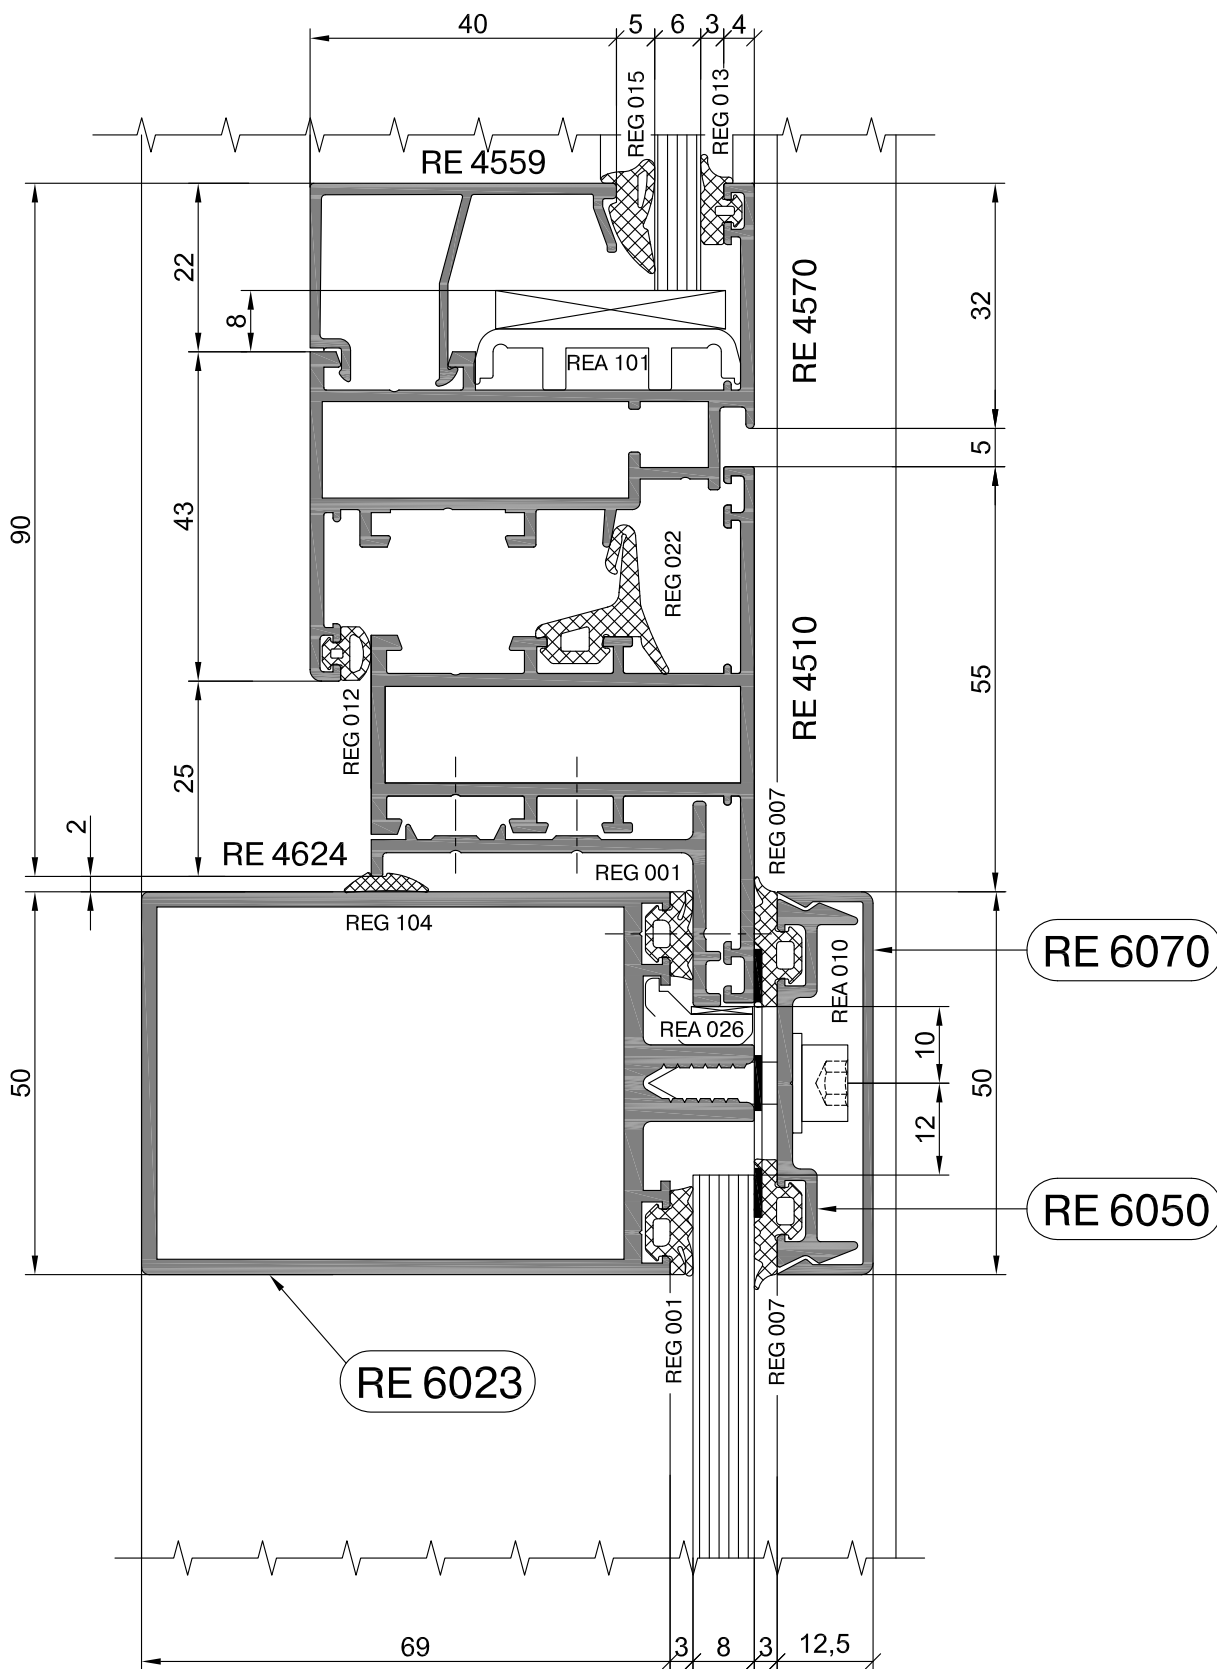 40
5
6
3
4
REG 015
REG 013
RE 4559
22
8
32
RE 4570
REA 101
5
90
43
REG 022
55
RE 4510
REG 012
25
REG 007
2
RE 4624
REG 001
REG 104
RE 6070
REA 010
REA 026
10
50
50
12
RE 6050
REG 001
REG 007
RE 6023
69
3
8
3
12,5